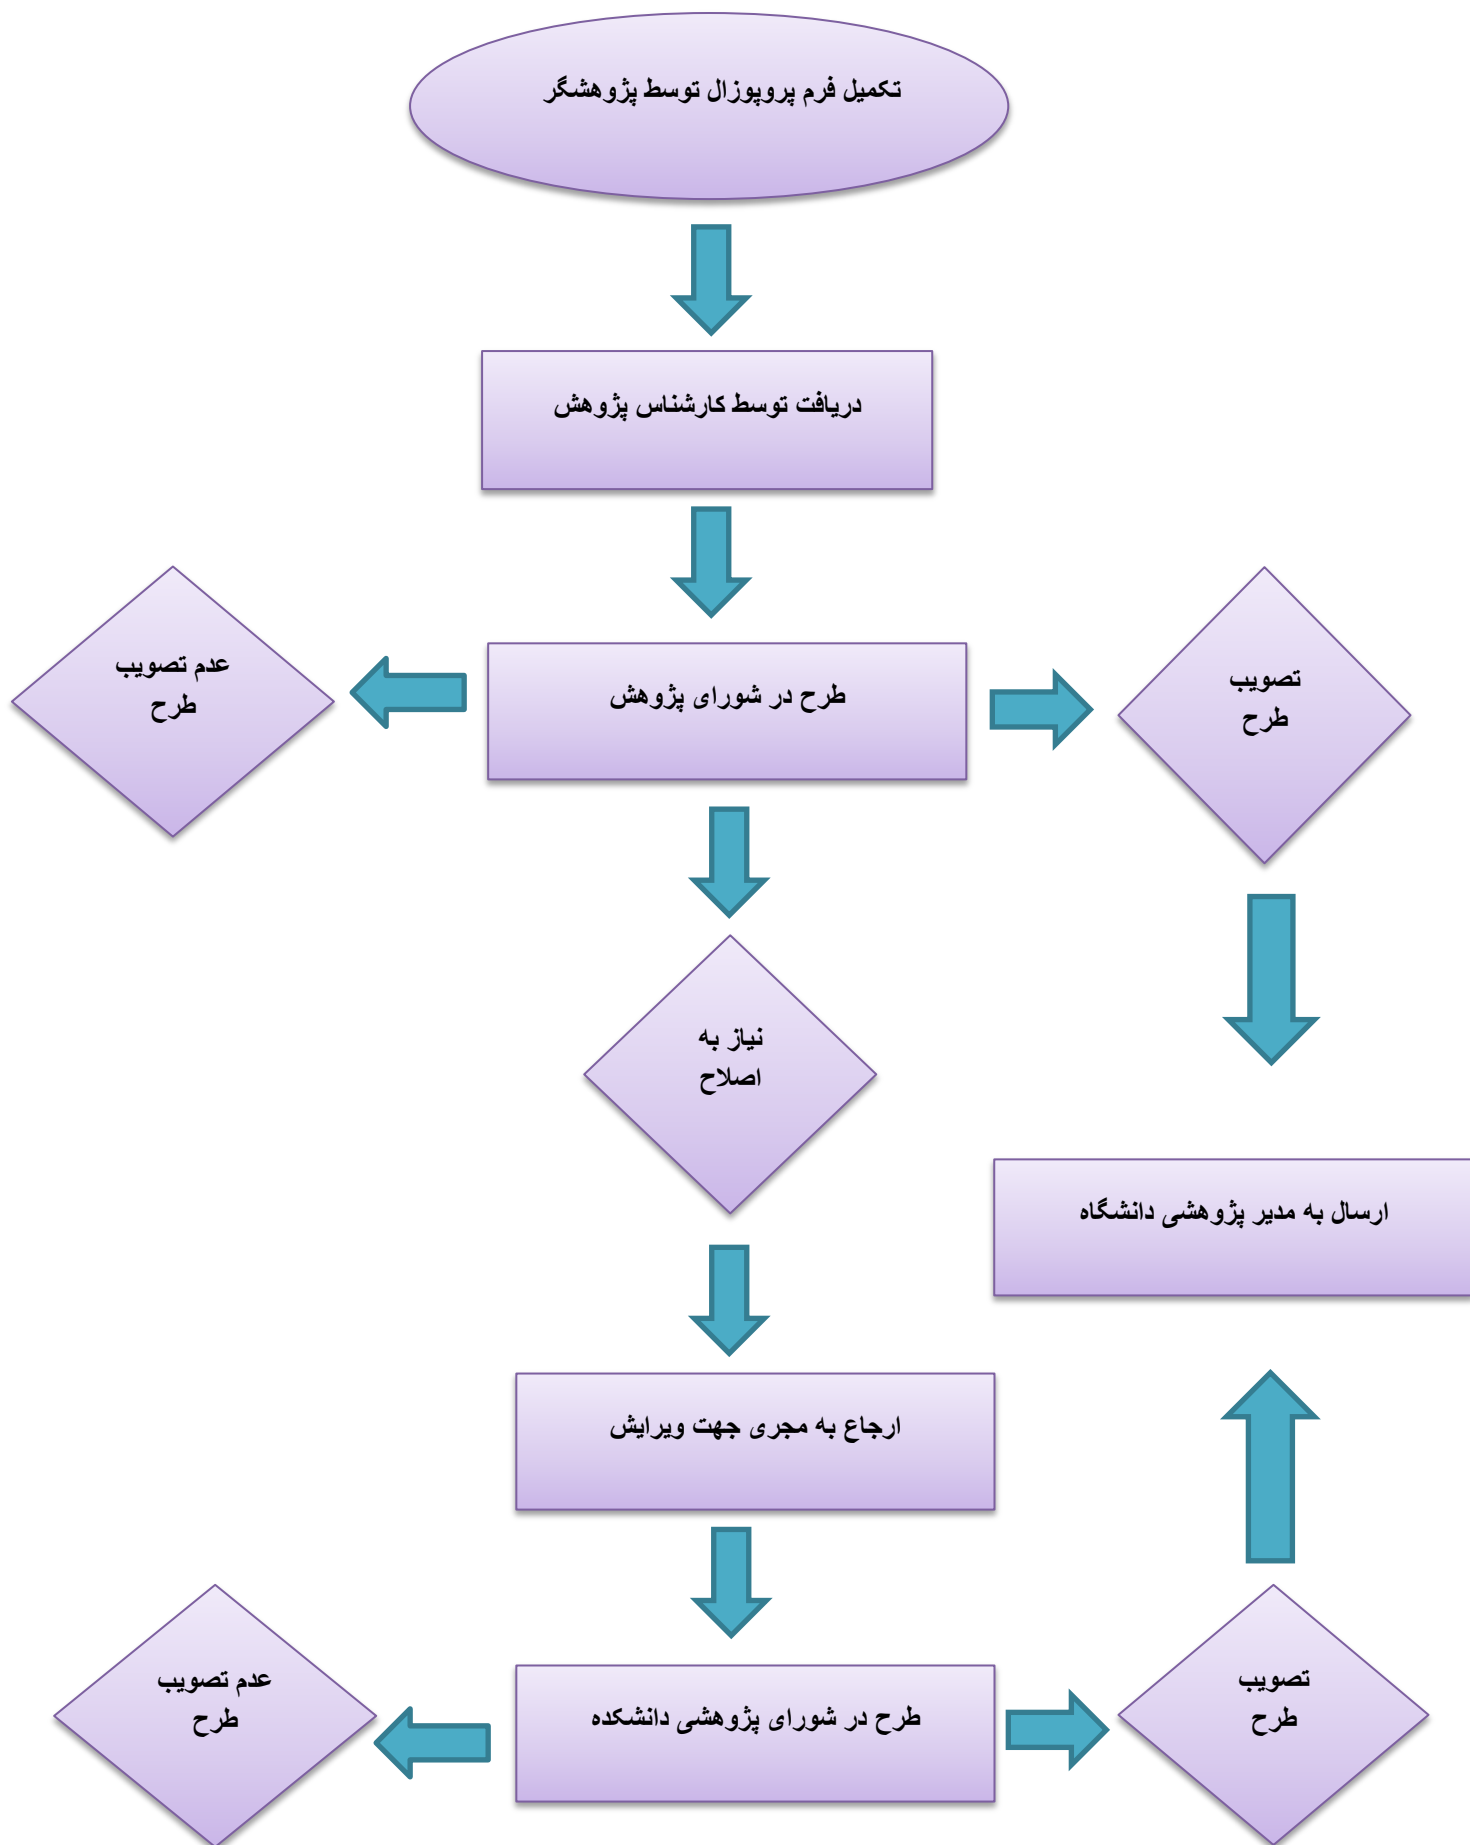 تکمیل فرم پروپوزال توسط پژوهشگر
دریافت توسط کارشناس پژوهش
طرح در شورای پژوهش
تصویب
طرح
عدم تصویب
طرح
نیاز به
اصلاح
ارسال به مدیر پژوهشی دانشگاه
ارجاع به مجری جهت ویرایش
طرح در شورای پژوهشی دانشکده
تصویب
طرح
عدم تصویب
طرح